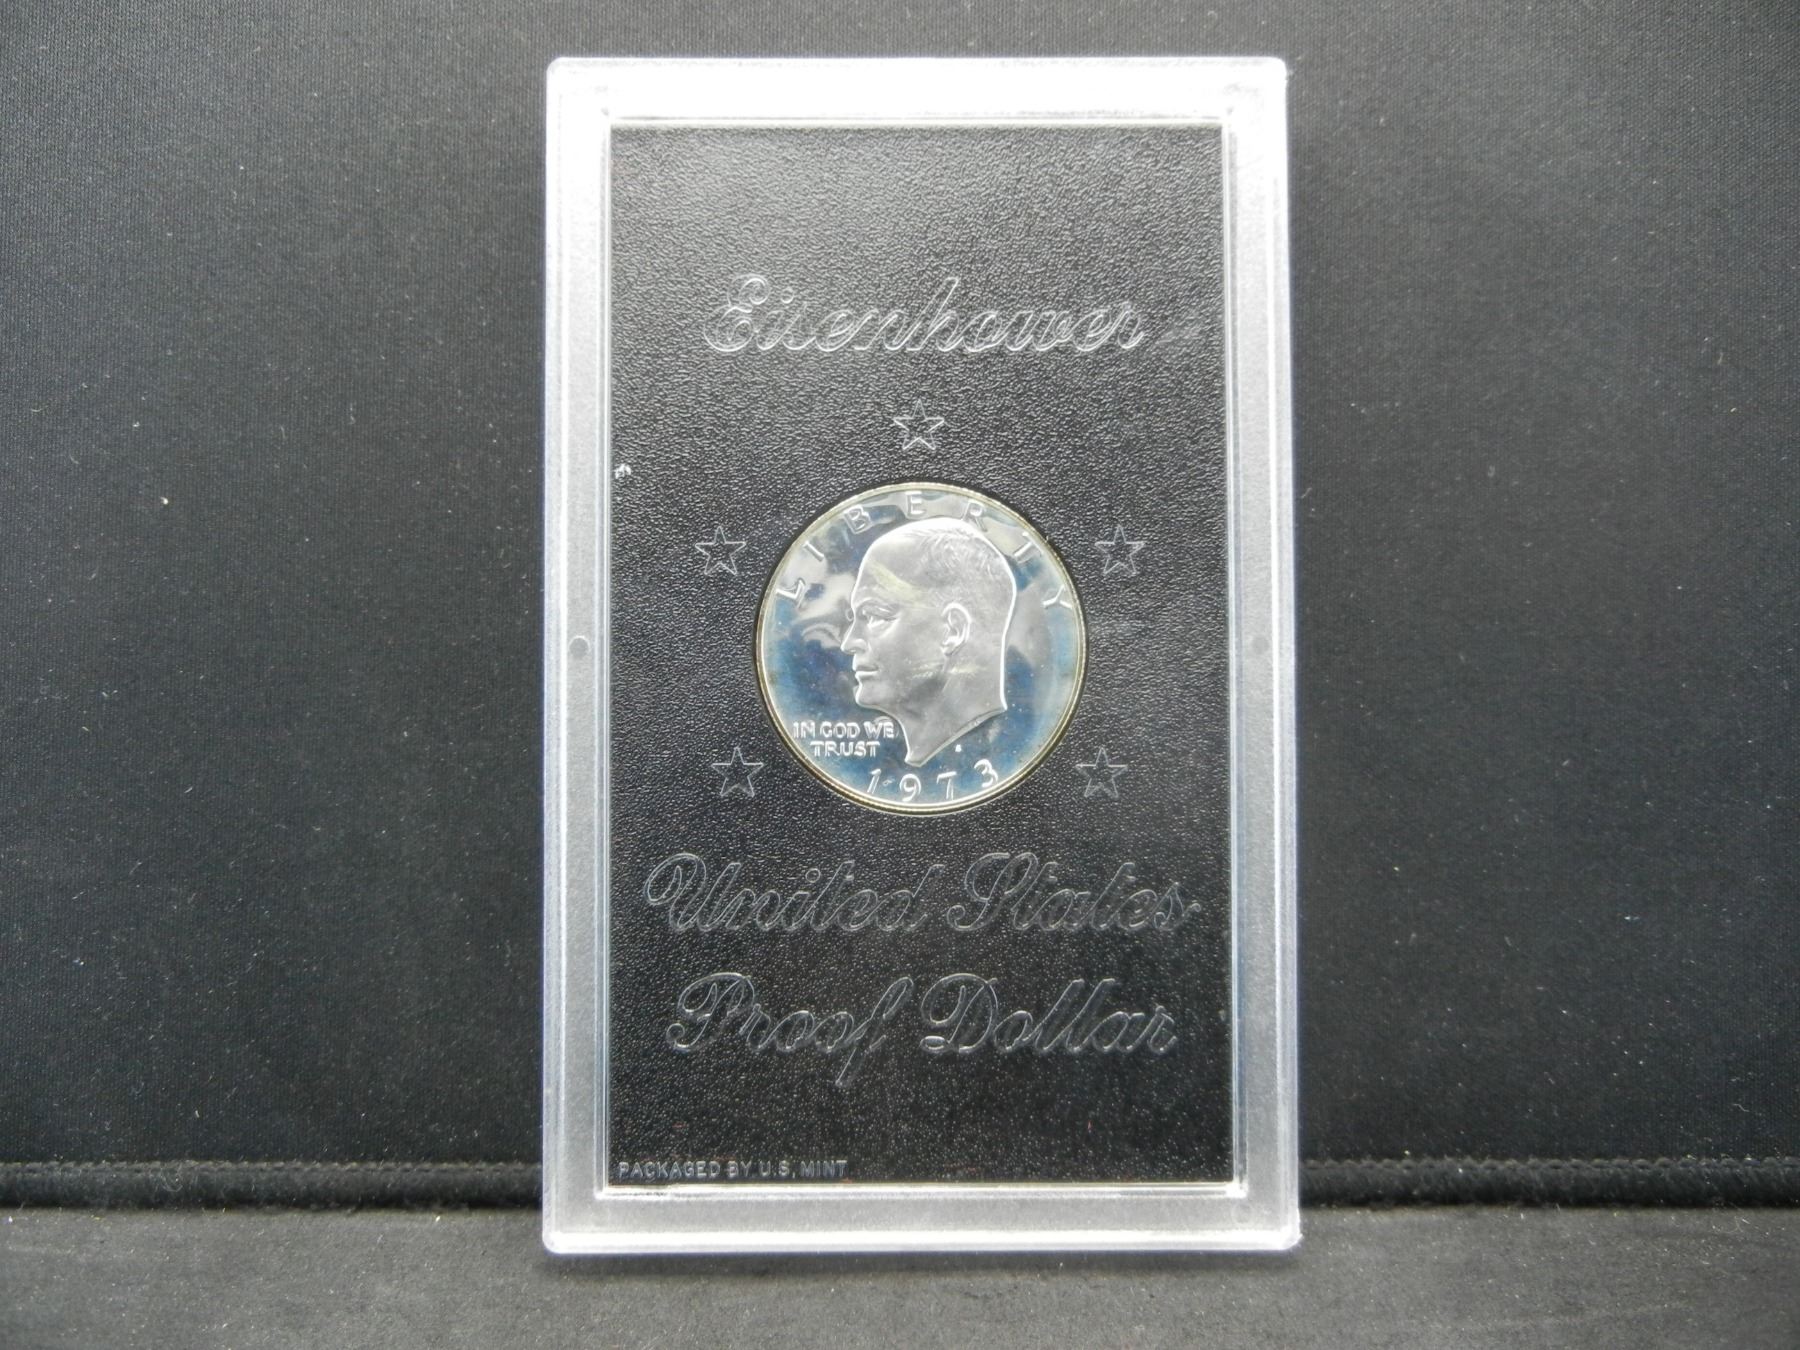 Eisenhower
LIBERTY
IN GOD WE
TRUST
S
1973
United States
Proof Dollar
PACKAGED BY U.S. MINT